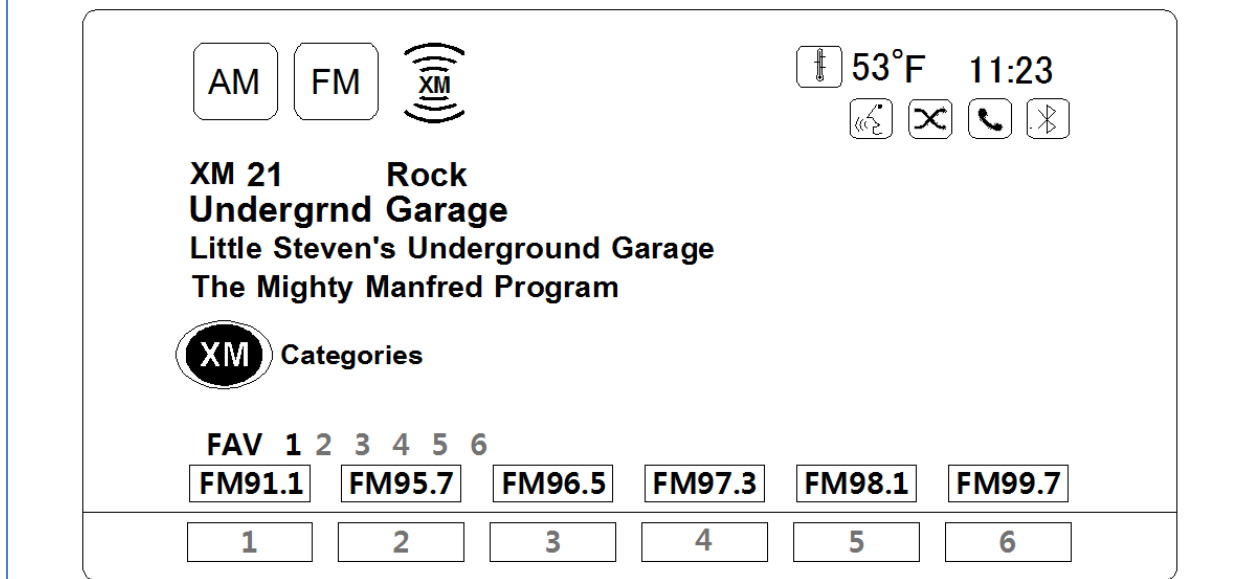 AM FM XM 53°F 11:23
XM 21 Rock
Undergrnd Garage
Little Steven's Underground Garage
The Mighty Manfred Program
XM Categories
FAV 1 2 3 4 5 6
FM91.1 FM95.7 FM96.5 FM97.3 FM98.1 FM99.7
1 2 3 4 5 6